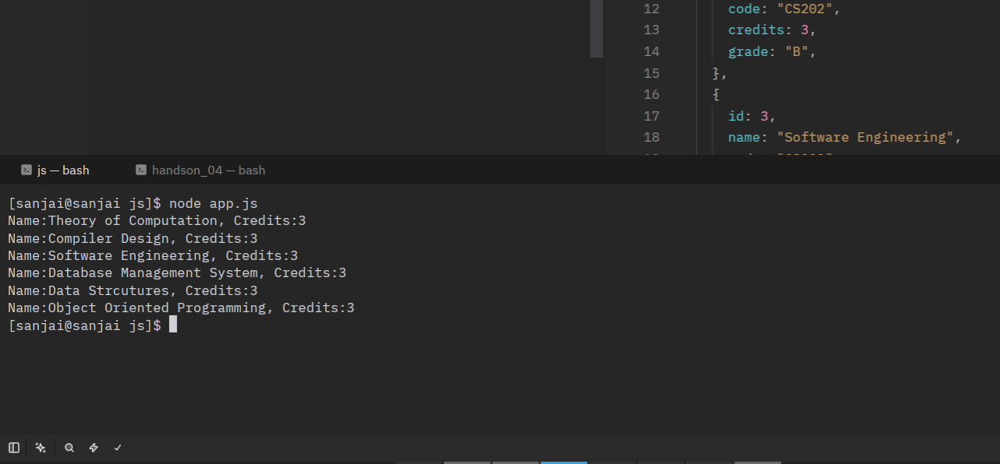 12 code: "CS202",
13 credits: 3,
14 grade: "B",
15 },
16 {
17 id: 3,
18 name: "Software Engineering",
js — bash
handson_04 — bash
[sanjai@sanjai js]$ node app.js
Name:Theory of Computation, Credits:3
Name:Compiler Design, Credits:3
Name:Software Engineering, Credits:3
Name:Database Management System, Credits:3
Name:Data Strcutures, Credits:3
Name:Object Oriented Programming, Credits:3
[sanjai@sanjai js]$